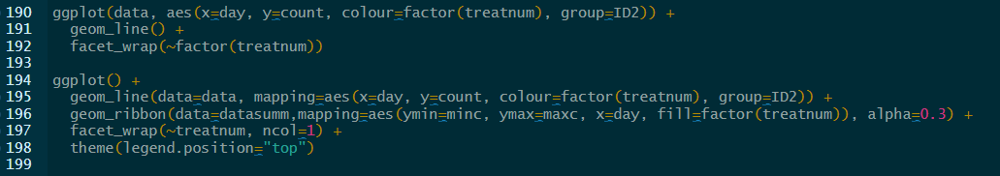 190 ggplot(data, aes(x=day, y=count, colour=factor(treatnum), group=ID2)) +
191   geom_line() +
192   facet_wrap(~factor(treatnum))
193
194 ggplot() +
195   geom_line(data=data, mapping=aes(x=day, y=count, colour=factor(treatnum), group=ID2)) +
196   geom_ribbon(data=datasumm,mapping=aes(ymin=minc, ymax=maxc, x=day, fill=factor(treatnum)), alpha=0.3) +
197   facet_wrap(~treatnum, ncol=1) +
198   theme(legend.position="top")
199